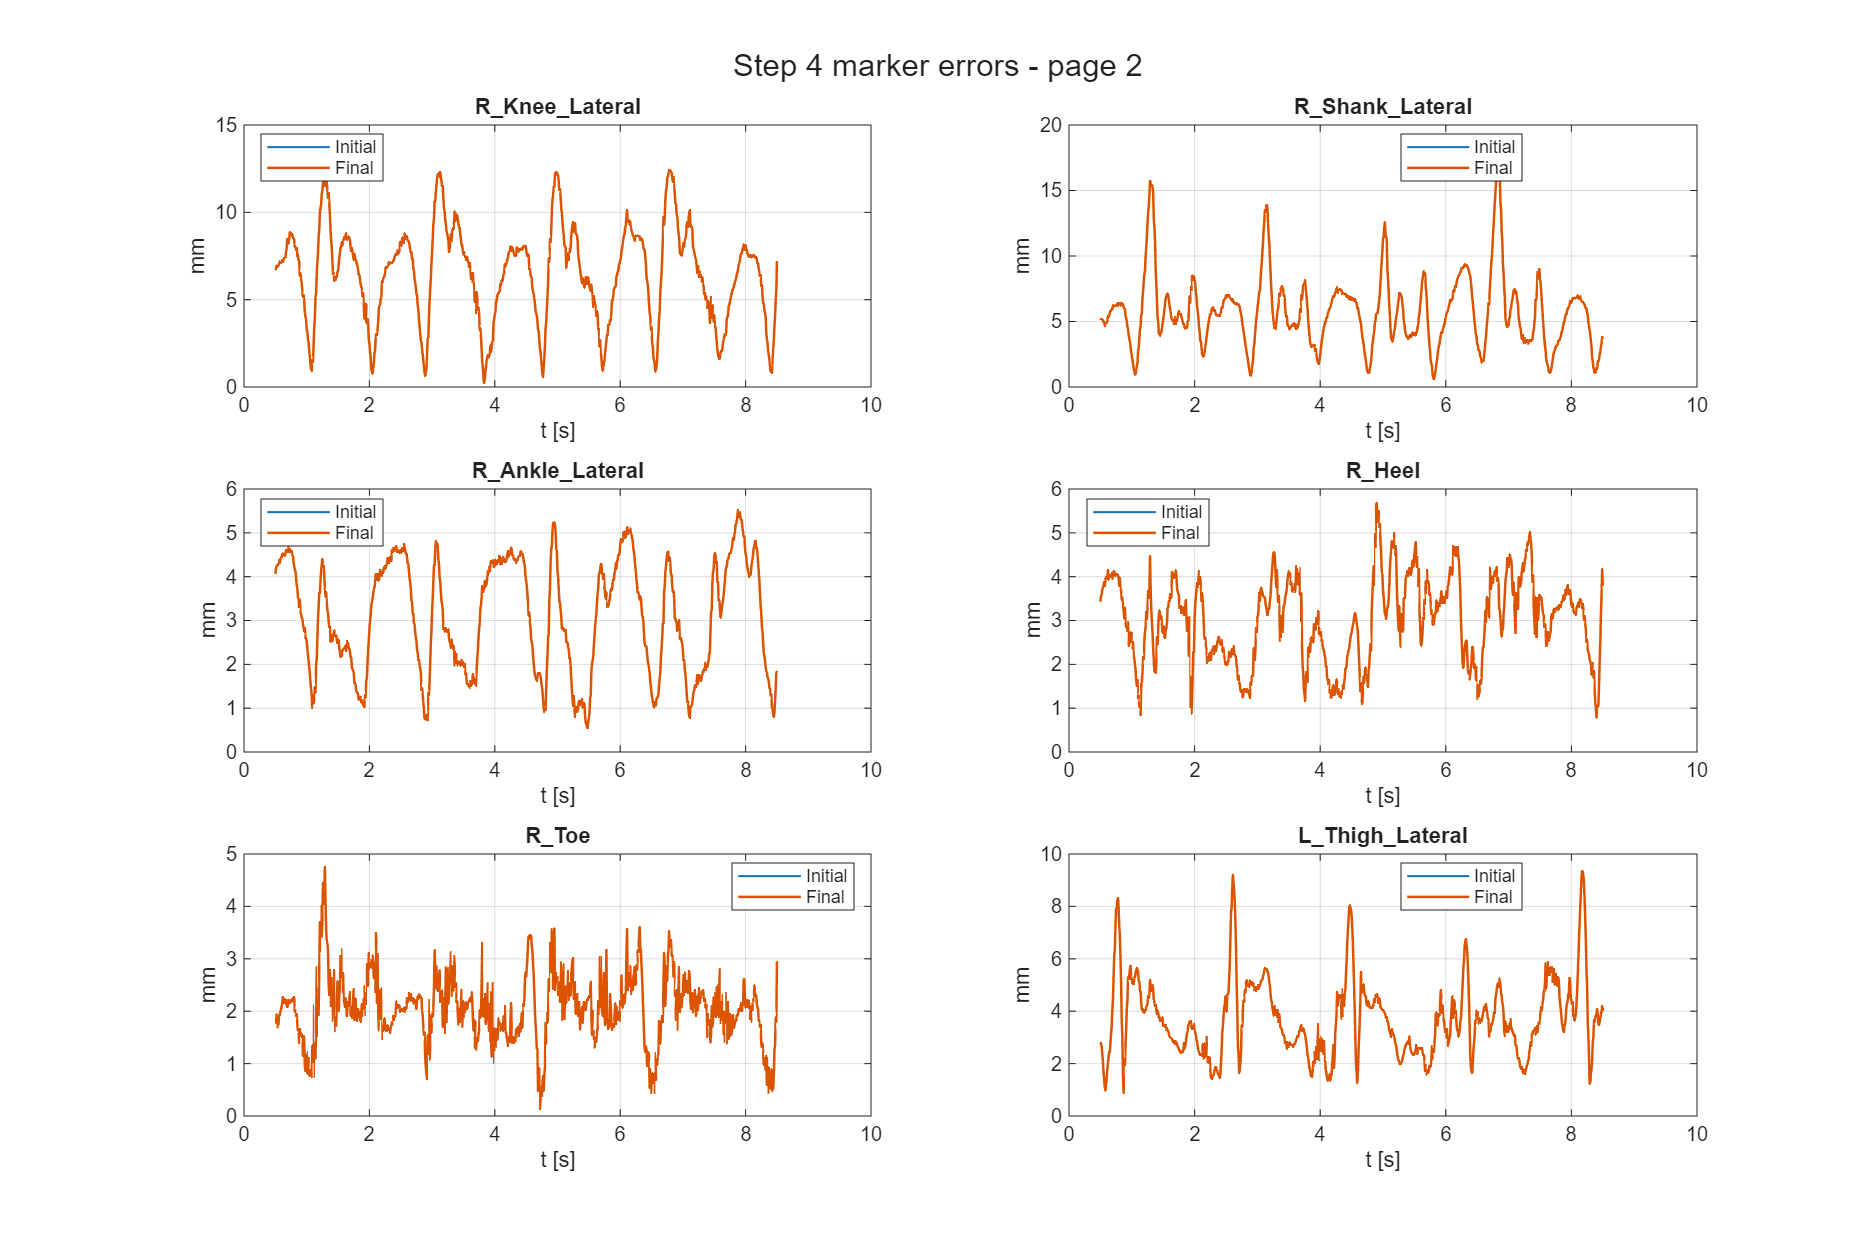 Step 4 marker errors - page 2
R_Knee_Lateral
15
10
5
0
mm
Initial
Final
0 2 4 6 8 10
t [s]
R_Shank_Lateral
20
15
10
5
0
mm
Initial
Final
0 2 4 6 8 10
t [s]
R_Ankle_Lateral
6
5
4
3
2
1
0
mm
Initial
Final
0 2 4 6 8 10
t [s]
R_Heel
6
5
4
3
2
1
0
mm
Initial
Final
0 2 4 6 8 10
t [s]
R_Toe
5
4
3
2
1
0
mm
Initial
Final
0 2 4 6 8 10
t [s]
L_Thigh_Lateral
10
8
6
4
2
0
mm
Initial
Final
0 2 4 6 8 10
t [s]